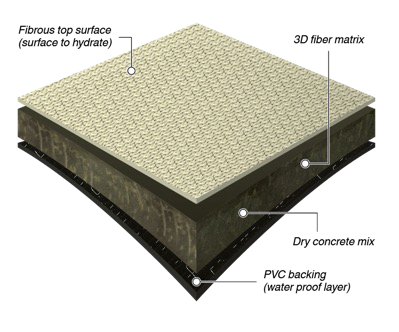 Fibrous top surface
(surface to hydrate)
3D fiber matrix
Dry concrete mix
PVC backing
(water proof layer)